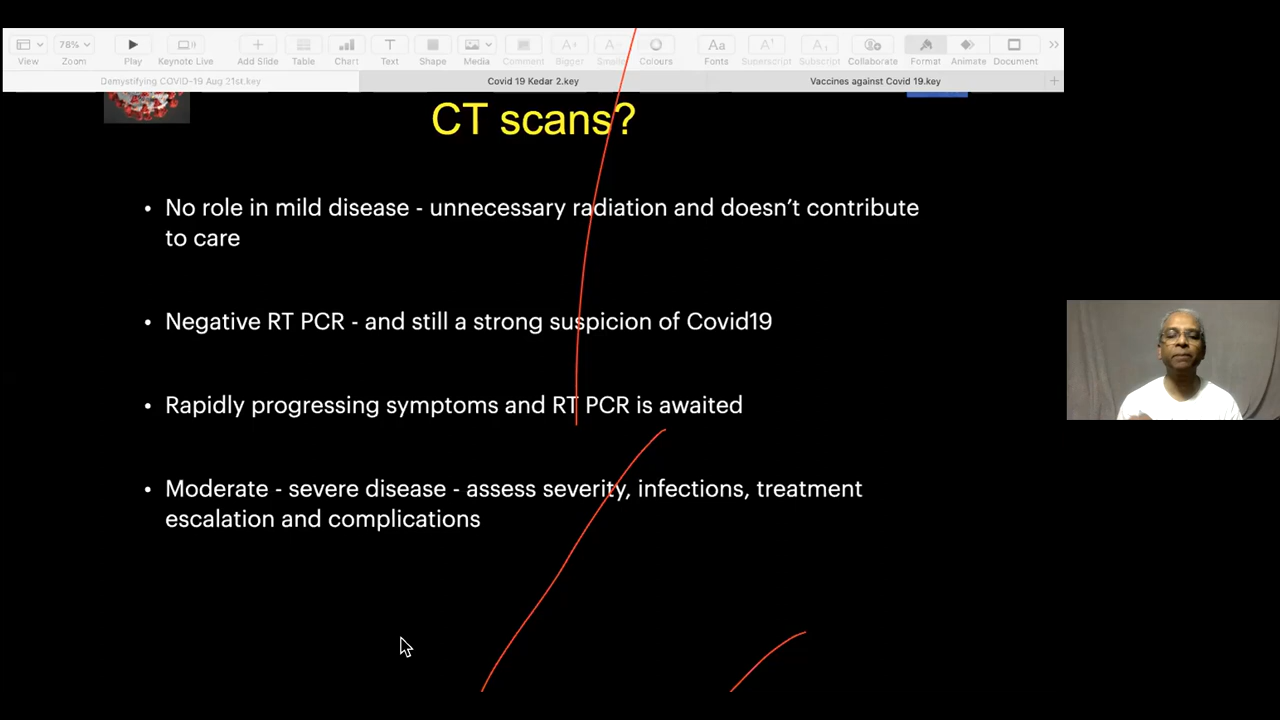 View
78%
Zoom
Play
Keynote Live
Add Slide
Table
Chart
Text
Shape
Media
Comment
Bigger
Smaller
Colours
Fonts
Superscript
Subscript
Collaborate
Format
Animate
Document
Demystifying COVID-19 Aug 21st.key
Covid 19 Kedar 2.key
Vaccines against Covid 19.key
CT scans?
• No role in mild disease - unnecessary radiation and doesn’t contribute
to care
• Negative RT PCR - and still a strong suspicion of Covid19
• Rapidly progressing symptoms and RT PCR is awaited
• Moderate - severe disease - assess severity, infections, treatment
escalation and complications